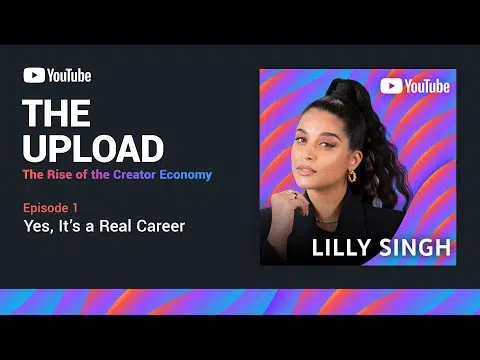 YouTube
THE
UPLOAD
The Rise of the Creator Economy
Episode 1
Yes, It's a Real Career
YouTube
LILLY SINGH